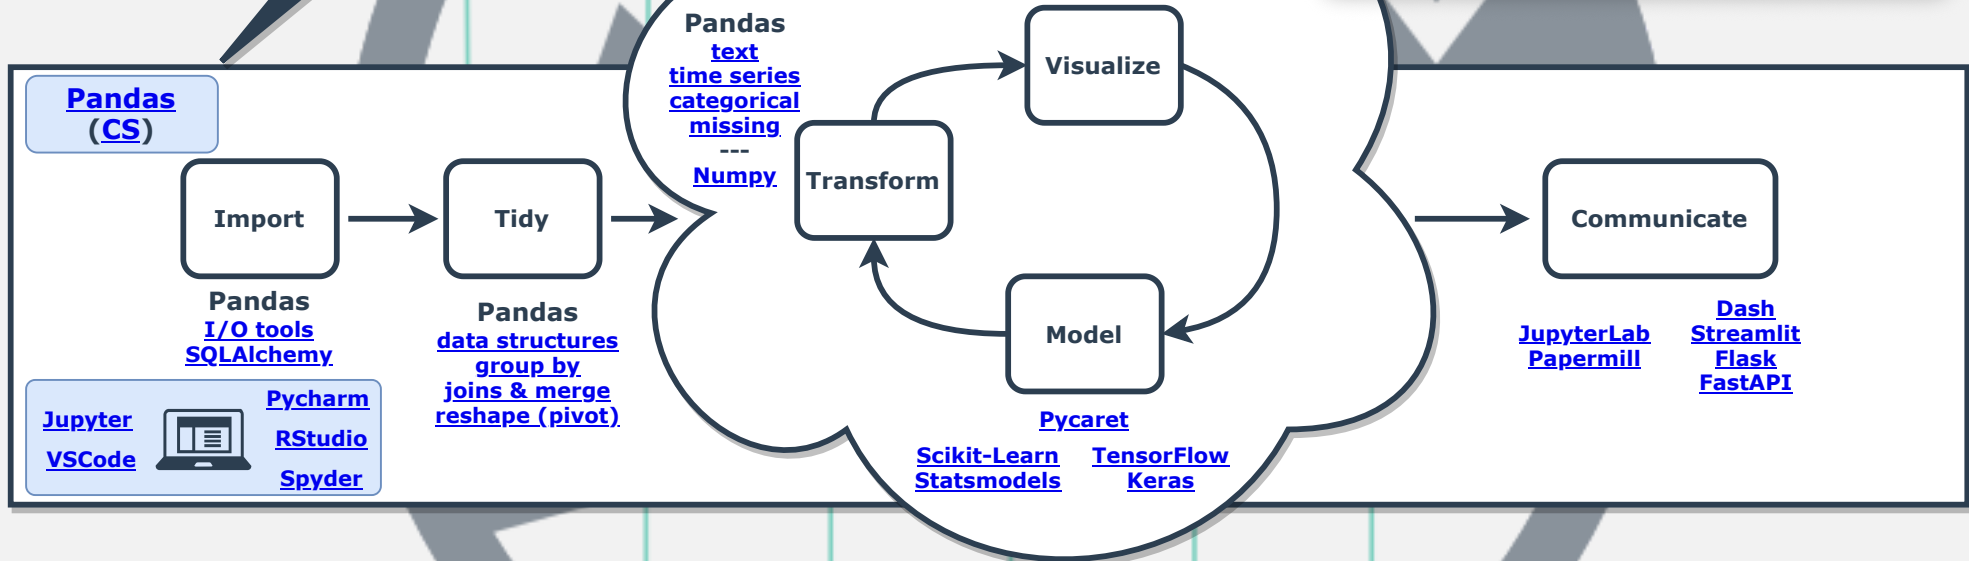 Pandas
(CS)
Import
Pandas
I/O tools
SQLAlchemy
Jupyter
VSCode
Pycharm
RStudio
Spyder
Tidy
Pandas
data structures
group by
joins & merge
reshape (pivot)
Pandas
text
time series
categorical
missing
---
Numpy
Transform
Visualize
Model
Pycaret
Scikit-Learn
Statsmodels
TensorFlow
Keras
Communicate
JupyterLab
Papermill
Dash
Streamlit
Flask
FastAPI